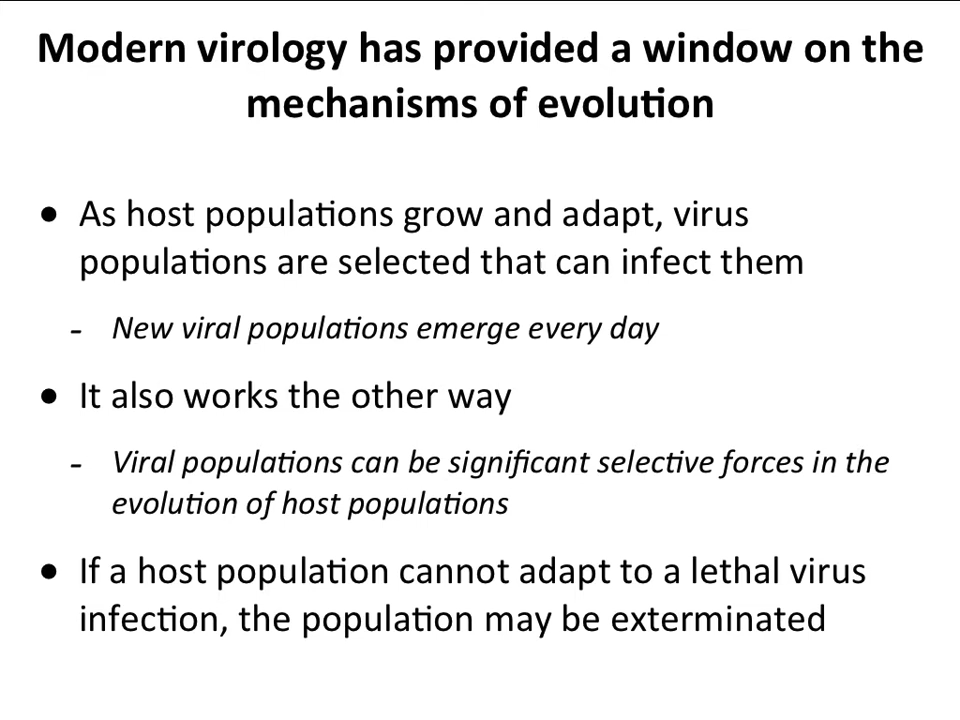 Modern virology has provided a window on the
mechanisms of evolution
• As host populations grow and adapt, virus
populations are selected that can infect them
- New viral populations emerge every day
• It also works the other way
- Viral populations can be significant selective forces in the
evolution of host populations
• If a host population cannot adapt to a lethal virus
infection, the population may be exterminated